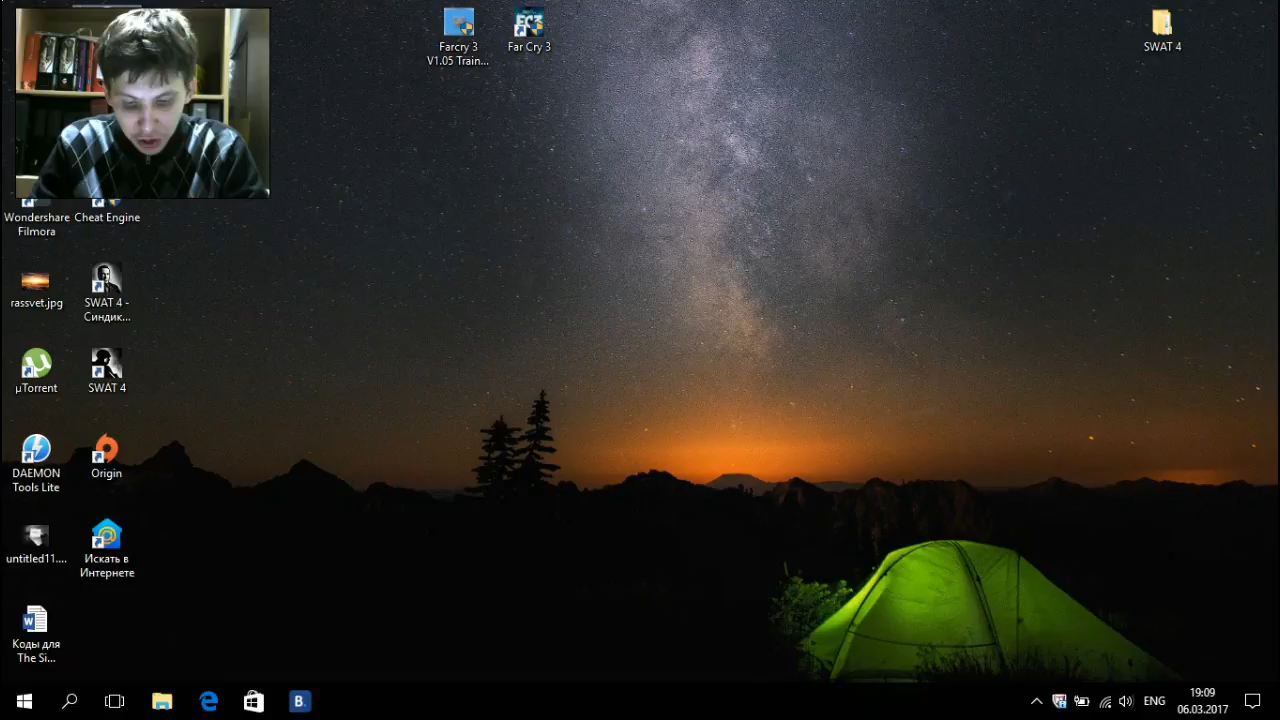 Farcry 3
V1.05 Train...
Far Cry 3
SWAT 4
Wondershare
Filmora
Cheat Engine
rassvet.jpg
SWAT 4 -
Синдик...
µTorrent
SWAT 4
DAEMON
Tools Lite
Origin
untitled11....
Искать в
Интернете
Коды для
The Si...
B.
ENG
19:09
06.03.2017